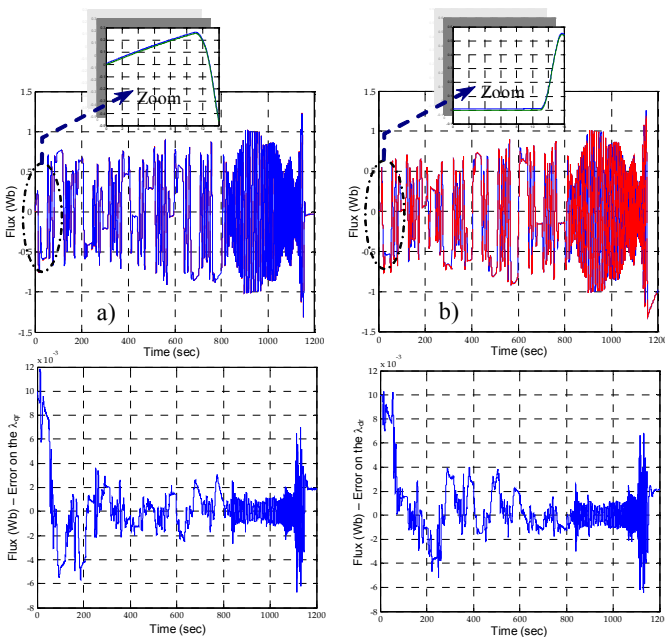 Zoom
Zoom
1.5
1
0.5
0
-0.5
-1
-1.5
Flux (Wb)
a)
0 200 400 600 800 1000 1200
Time (sec)
1.5
1
0.5
0
-0.5
-1
-1.5
Flux (Wb)
b)
0 200 400 600 800 1000 1200
Time (sec)
x 10-3
12
10
8
6
4
2
0
-2
-4
-6
-8
Flux (Wb) – Error on the λqr
0 200 400 600 800 1000 1200
Time (sec)
x 10-3
12
10
8
6
4
2
0
-2
-4
-6
-8
Flux (Wb) – Error on the λdr
0 200 400 600 800 1000 1200
Time (sec)